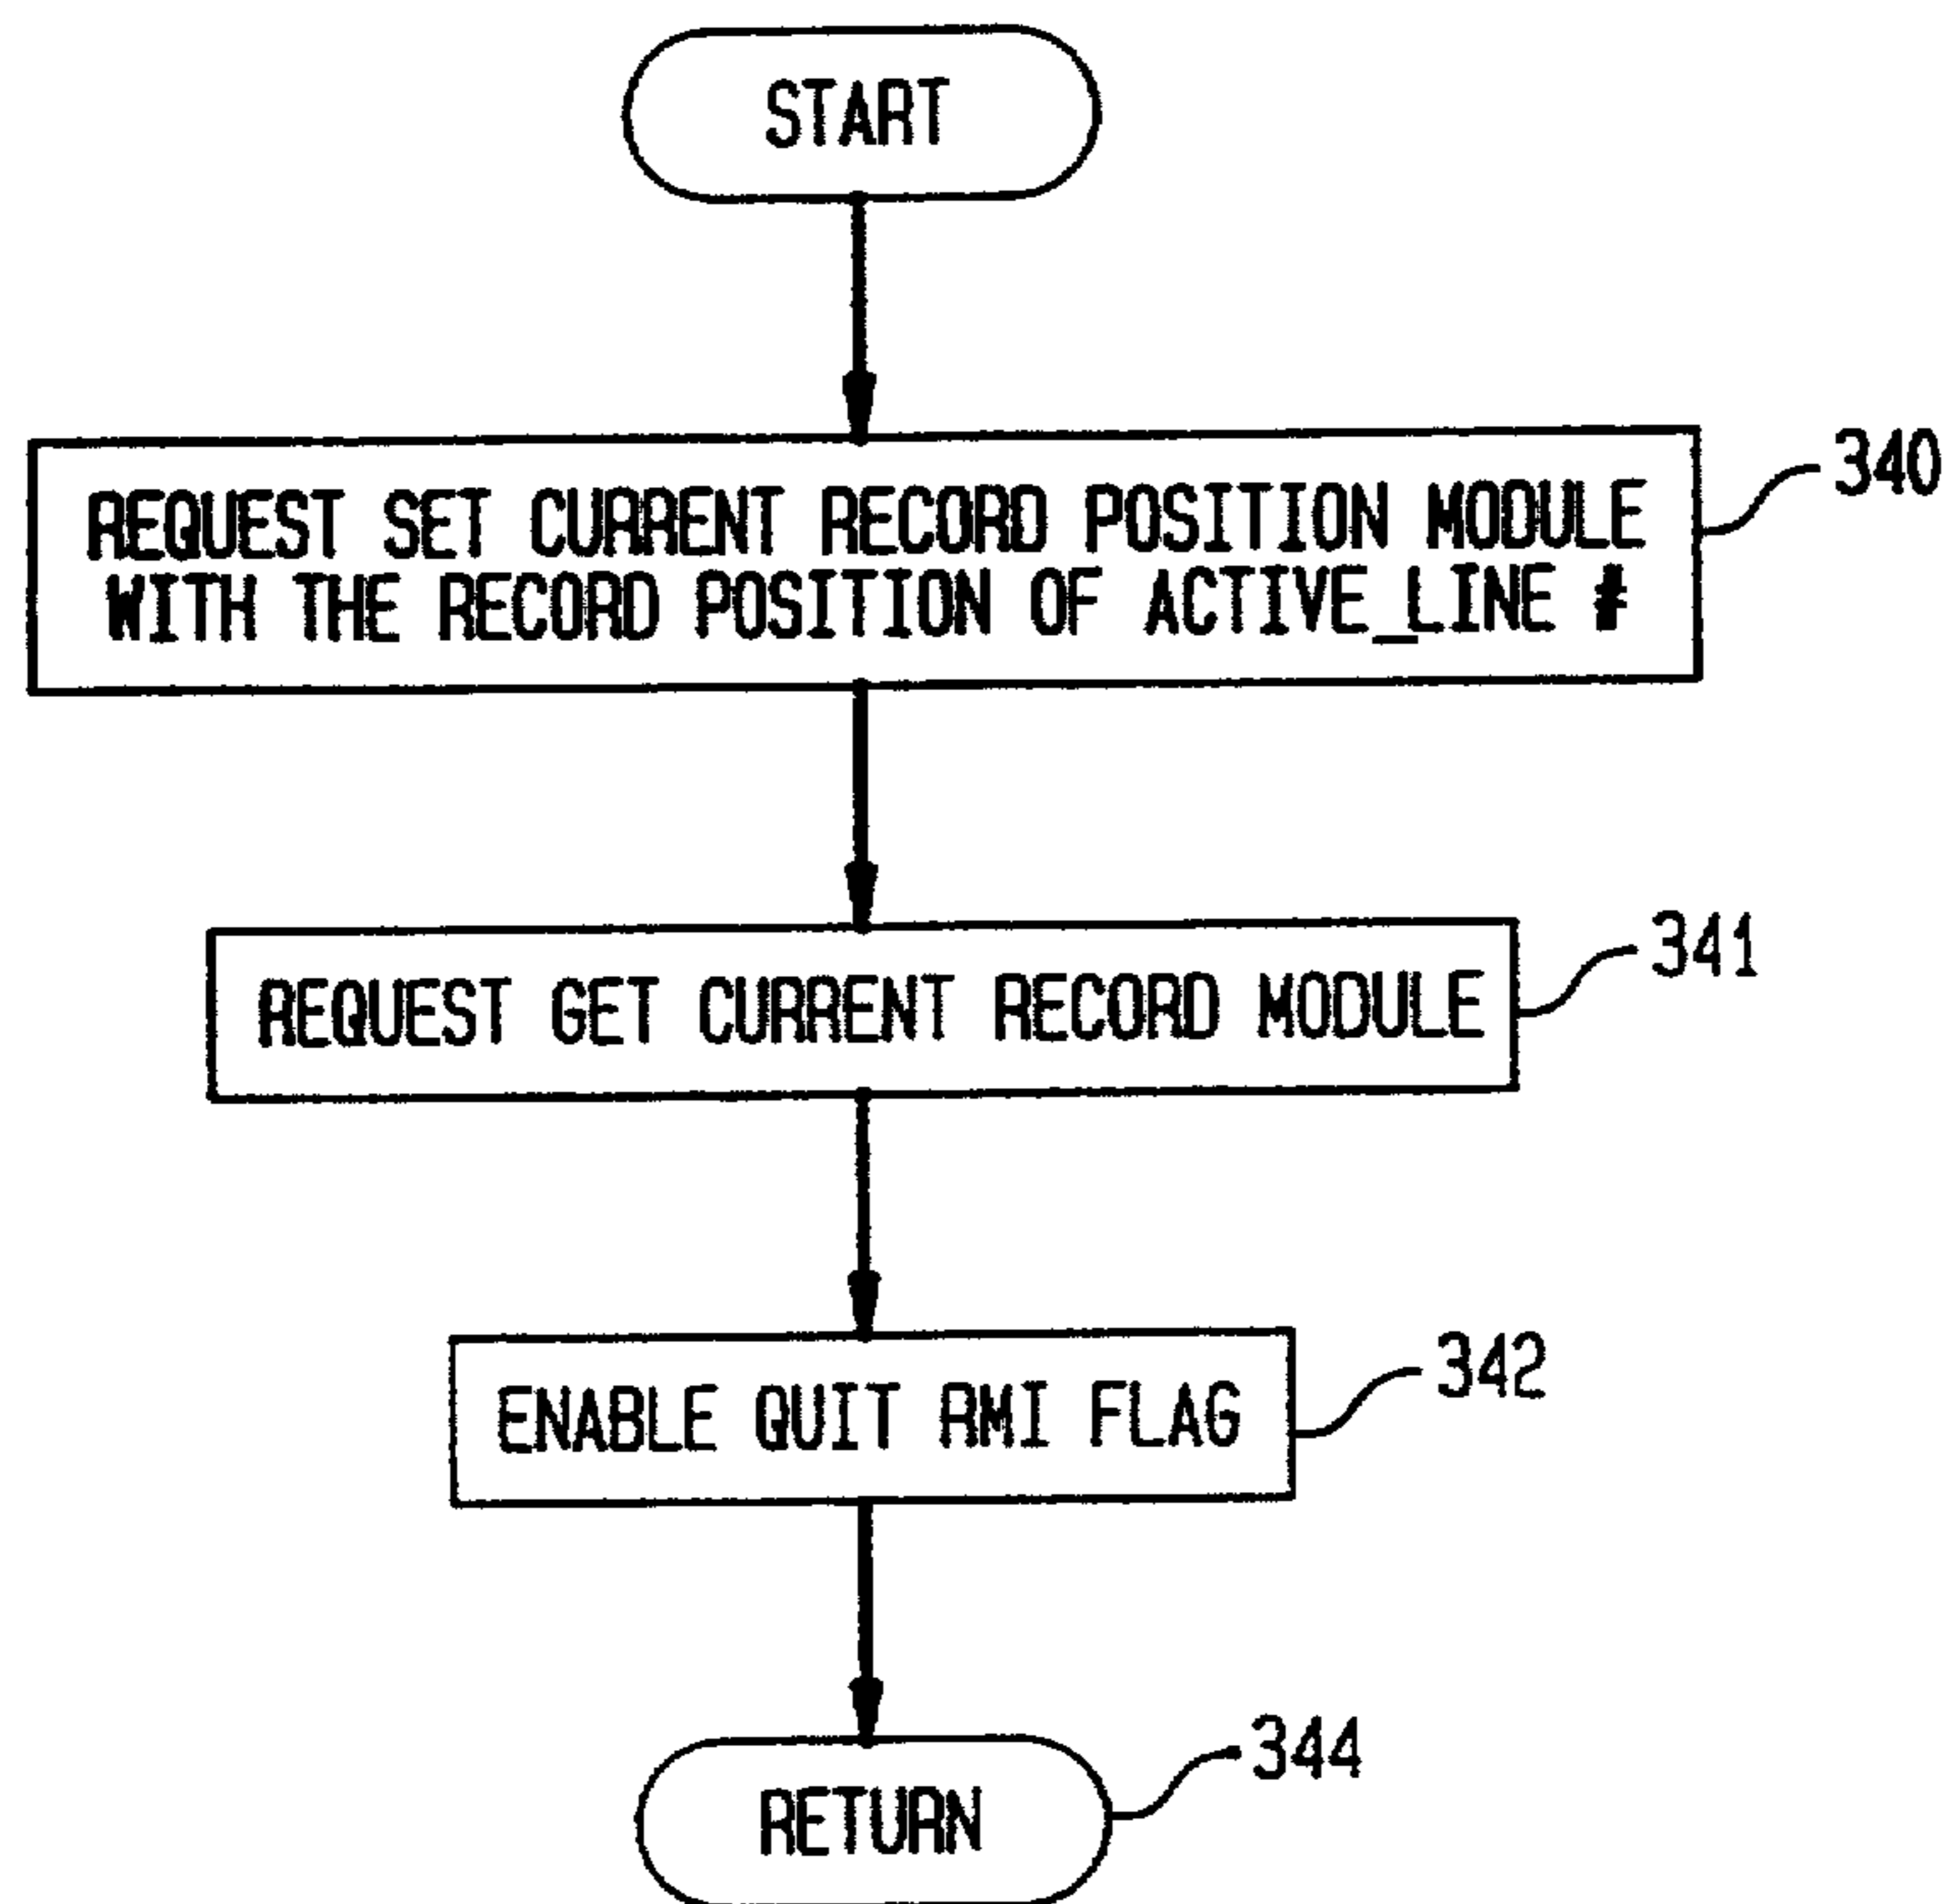 START
REQUEST SET CURRENT RECORD POSITION MODULE
WITH THE RECORD POSITION OF ACTIVE_LINE #
340
REQUEST GET CURRENT RECORD MODULE
341
ENABLE QUIT RMI FLAG
342
RETURN
344